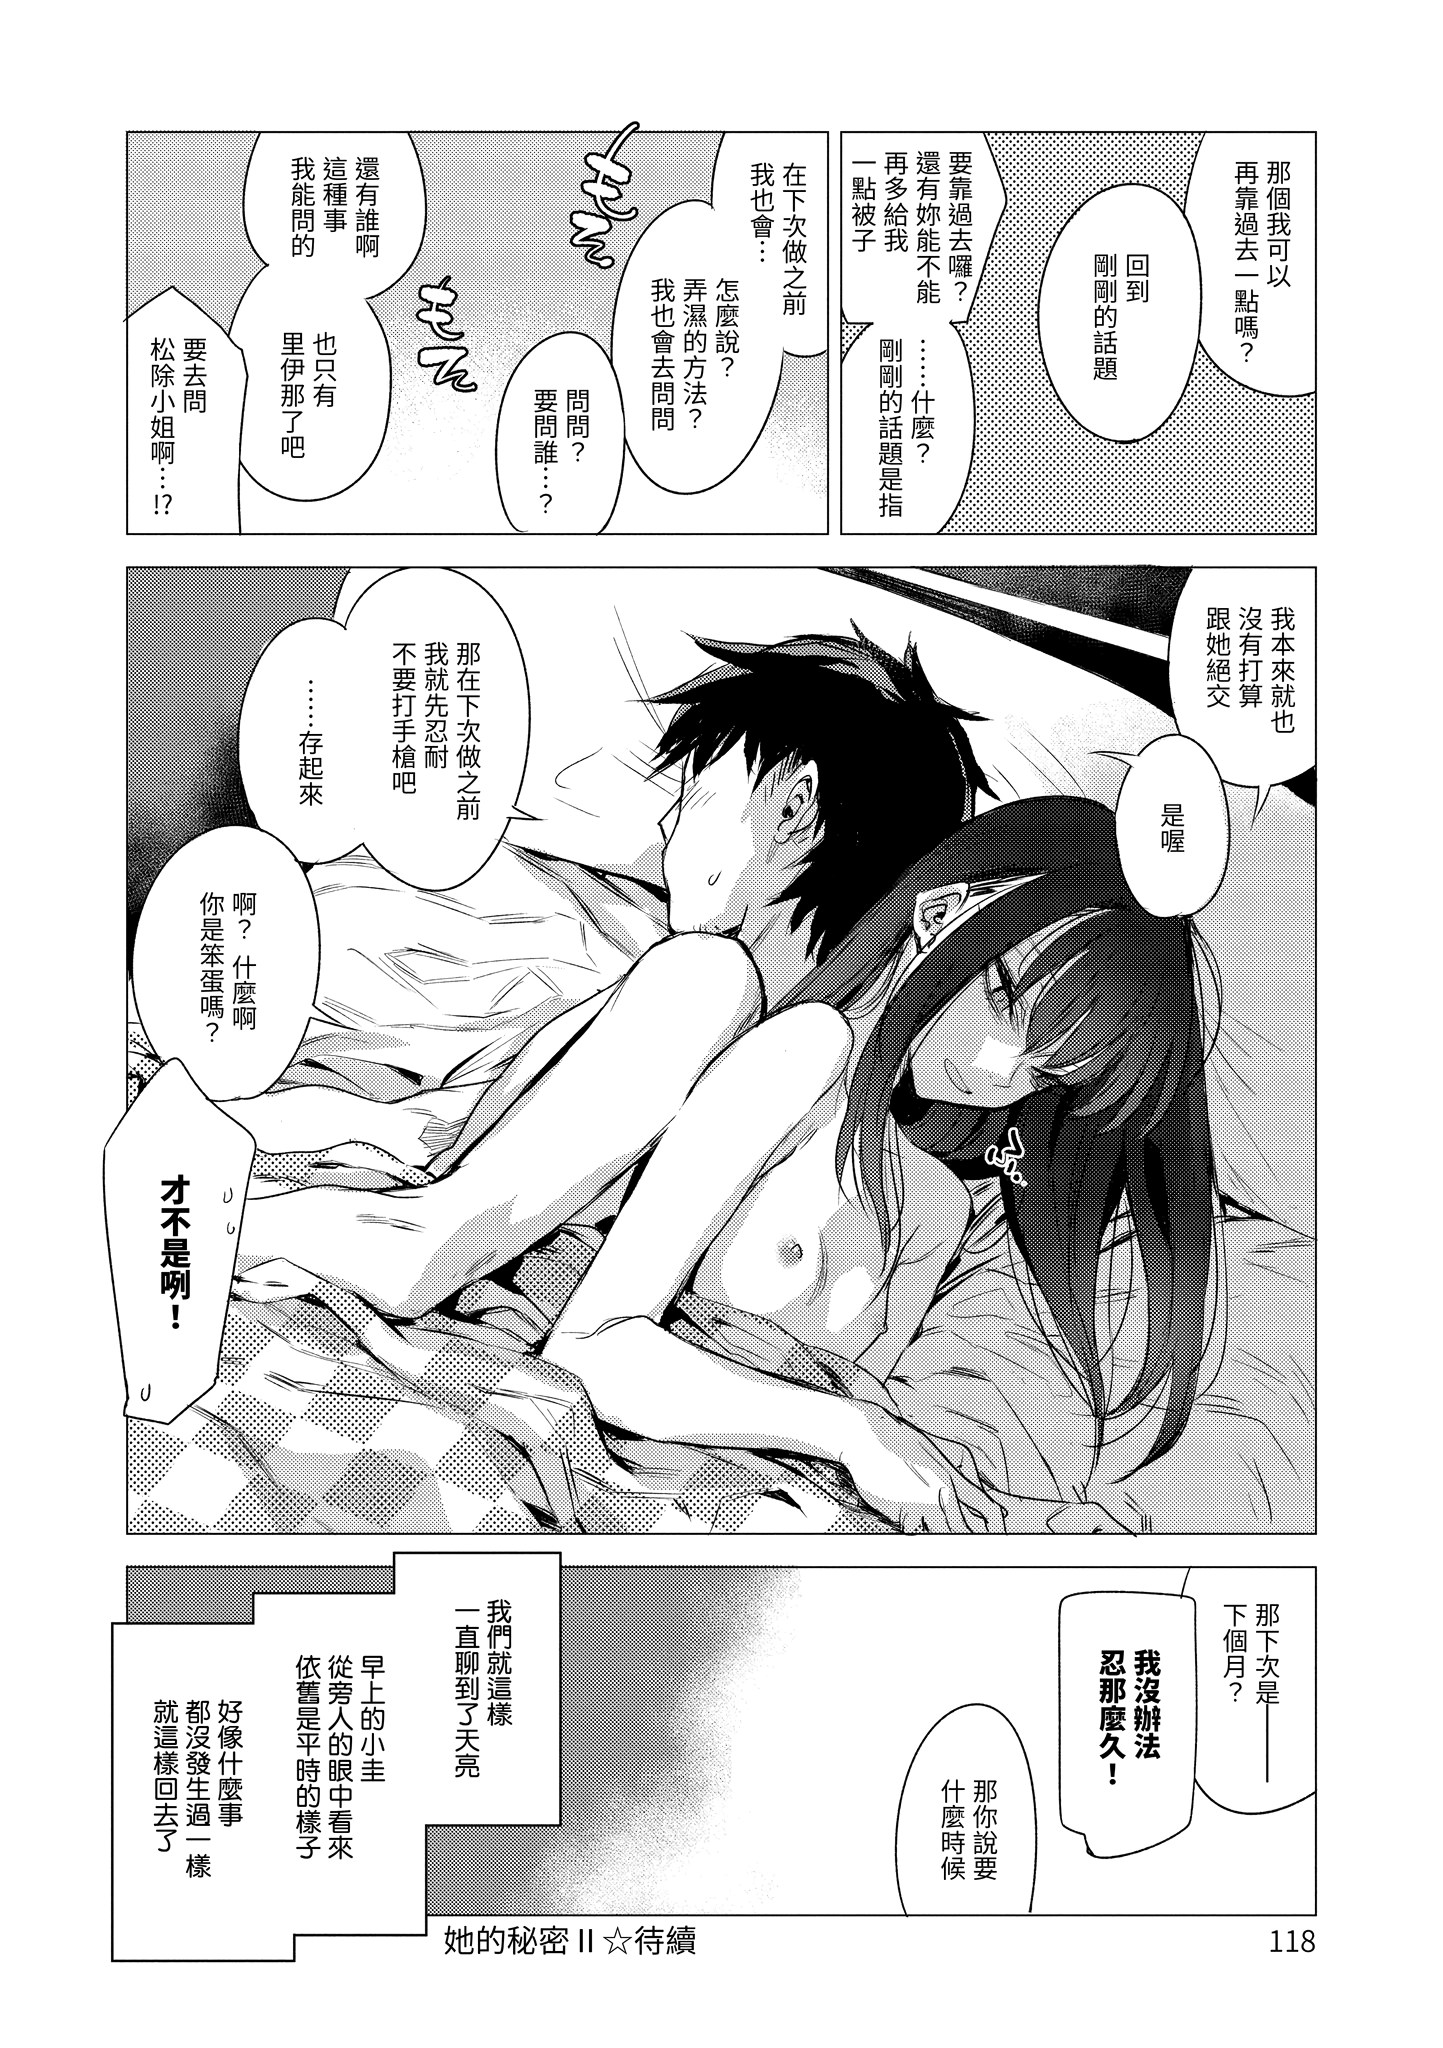 那個我可以
再靠過去一點嗎？
回到
剛剛的話題
要靠過去囉？
還有妳能不能
再多給我
一點被子
……什麼？
剛剛的話題是指
在下次做之前
我也會…
怎麼說？
弄濕的方法？
我也會去問問
問問？
要問誰…？
モソ
モソ
還有誰啊
這種事
我能問的
也只有
里伊那了吧
要去問
松除小姐啊…!?
我本來就也
沒有打算
跟她絕交
是喔
那在下次做之前
我就先忍耐
不要打手槍吧
……存起來
啊？什麼啊
你是笨蛋嗎？
ふふ…
才不是咧！
那下次是——
下個月？
我沒辦法
忍那麼久！
那你說要
什麼時候
我們就這樣
一直聊到了天亮
早上的小圭
從旁人的眼中看來
依舊是平時的樣子
好像什麼事
都沒發生過一樣
就這樣回去了
她的秘密Ⅱ☆待續
118